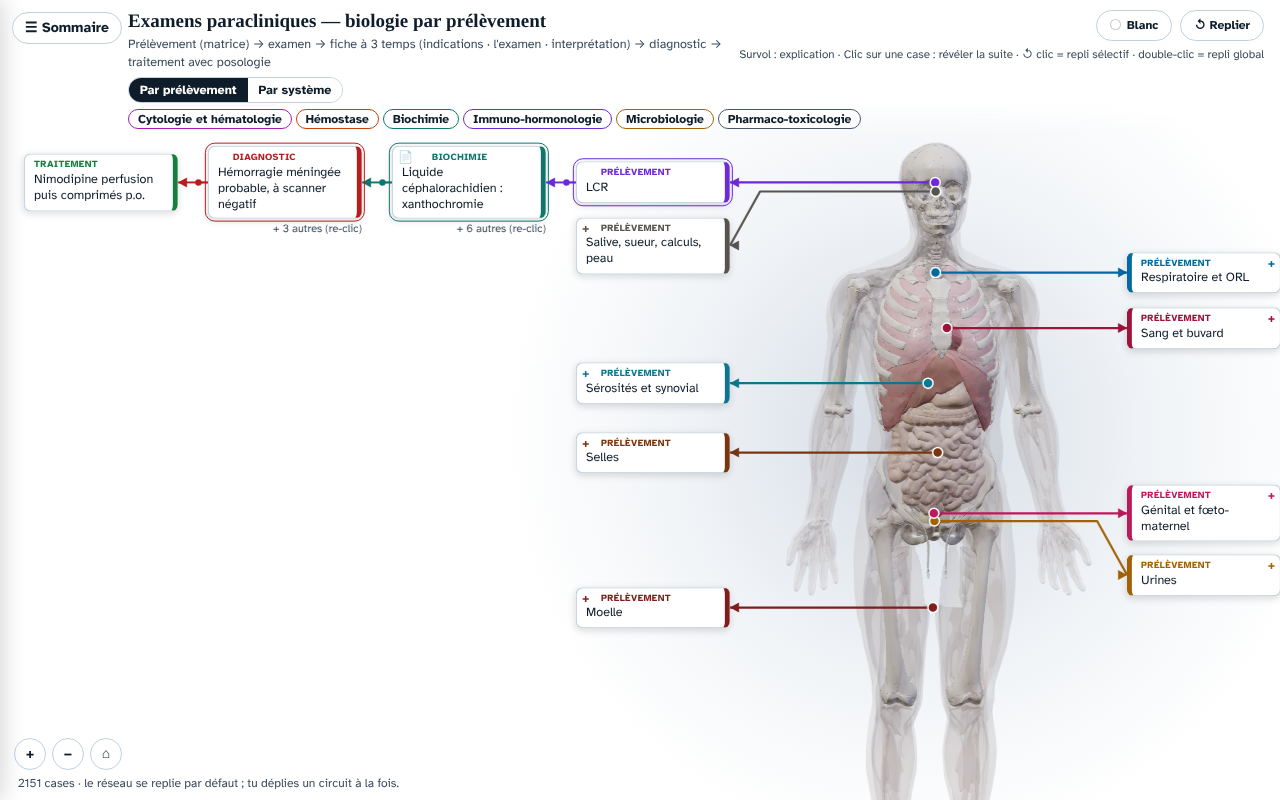 ☰ Sommaire
Examens paracliniques — biologie par prélèvement
Prélèvement (matrice) → examen → fiche à 3 temps (indications · l'examen · interprétation) → diagnostic →
traitement avec posologie
Blanc
↺ Replier
Survol : explication · Clic sur une case : révéler la suite · ↺ clic = repli sélectif · double-clic = repli global
Par prélèvement
Par système
Cytologie et hématologie
Hémostase
Biochimie
Immuno-hormonologie
Microbiologie
Pharmaco-toxicologie
TRAITEMENT
Nimodipine perfusion
puis comprimés p.o.
DIAGNOSTIC
Hémorragie méningée
probable, à scanner
négatif
+ 3 autres (re-clic)
BIOCHIMIE
Liquide
céphalorachidien :
xanthochromie
+ 6 autres (re-clic)
PRÉLÈVEMENT
LCR
+ PRÉLÈVEMENT
Salive, sueur, calculs,
peau
PRÉLÈVEMENT +
Respiratoire et ORL
PRÉLÈVEMENT +
Sang et buvard
+ PRÉLÈVEMENT
Sérosités et synovial
+ PRÉLÈVEMENT
Selles
PRÉLÈVEMENT +
Génital et fœto-
maternel
PRÉLÈVEMENT +
Urines
+ PRÉLÈVEMENT
Moelle
+ − ⌂
2151 cases · le réseau se replie par défaut ; tu déplies un circuit à la fois.